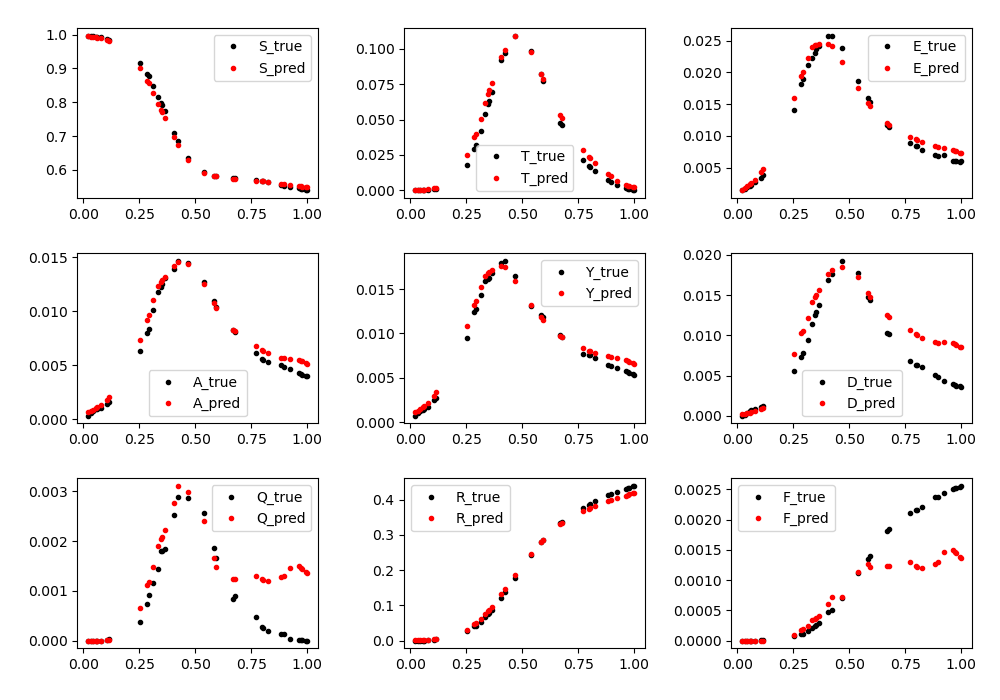 1.0
0.9
0.8
0.7
0.6
S_true
S_pred
0.00 0.25 0.50 0.75 1.00
0.100
0.075
0.050
0.025
0.000
T_true
T_pred
0.00 0.25 0.50 0.75 1.00
0.025
0.020
0.015
0.010
0.005
E_true
E_pred
0.00 0.25 0.50 0.75 1.00
0.015
0.010
0.005
0.000
A_true
A_pred
0.00 0.25 0.50 0.75 1.00
0.015
0.010
0.005
0.000
Y_true
Y_pred
0.00 0.25 0.50 0.75 1.00
0.020
0.015
0.010
0.005
0.000
D_true
D_pred
0.00 0.25 0.50 0.75 1.00
0.003
0.002
0.001
0.000
Q_true
Q_pred
0.00 0.25 0.50 0.75 1.00
0.4
0.3
0.2
0.1
0.0
R_true
R_pred
0.00 0.25 0.50 0.75 1.00
0.0025
0.0020
0.0015
0.0010
0.0005
0.0000
F_true
F_pred
0.00 0.25 0.50 0.75 1.00